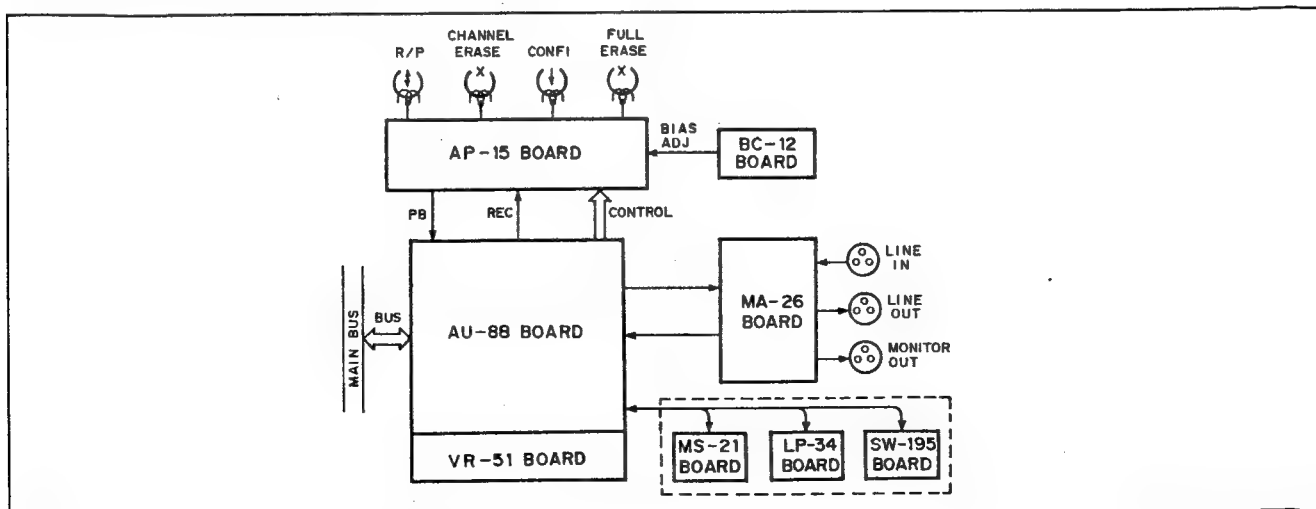 R/P
CHANNEL
ERASE
CONFI
FULL
ERASE
X
X
AP-15 BOARD
BIAS
ADJ
BC-12
BOARD
PB
REC
CONTROL
MAIN BUS
BUS
AU-88 BOARD
MA-26
BOARD
LINE
IN
LINE
OUT
MONITOR
OUT
VR-51 BOARD
MS-21
BOARD
LP-34
BOARD
SW-195
BOARD